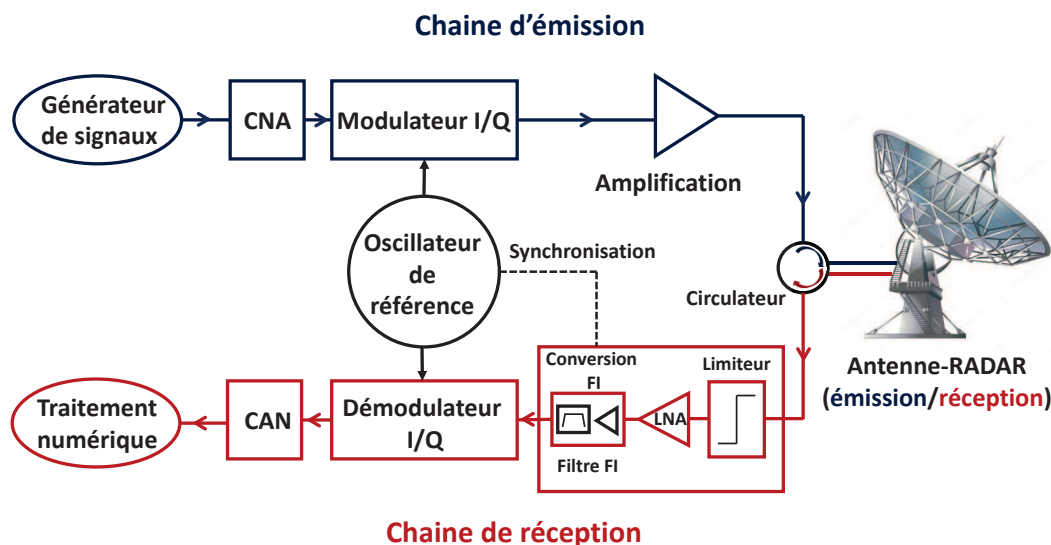 Chaine d'émission
Générateur
de signaux
CNA
Modulateur I/Q
Amplification
Oscillateur
de
référence
Synchronisation
Circulateur
Antenne-RADAR
(émission/réception)
Conversion
FI
Limiteur
LNA
Filtre FI
Démodulateur
I/Q
CAN
Traitement
numérique
Chaine de réception